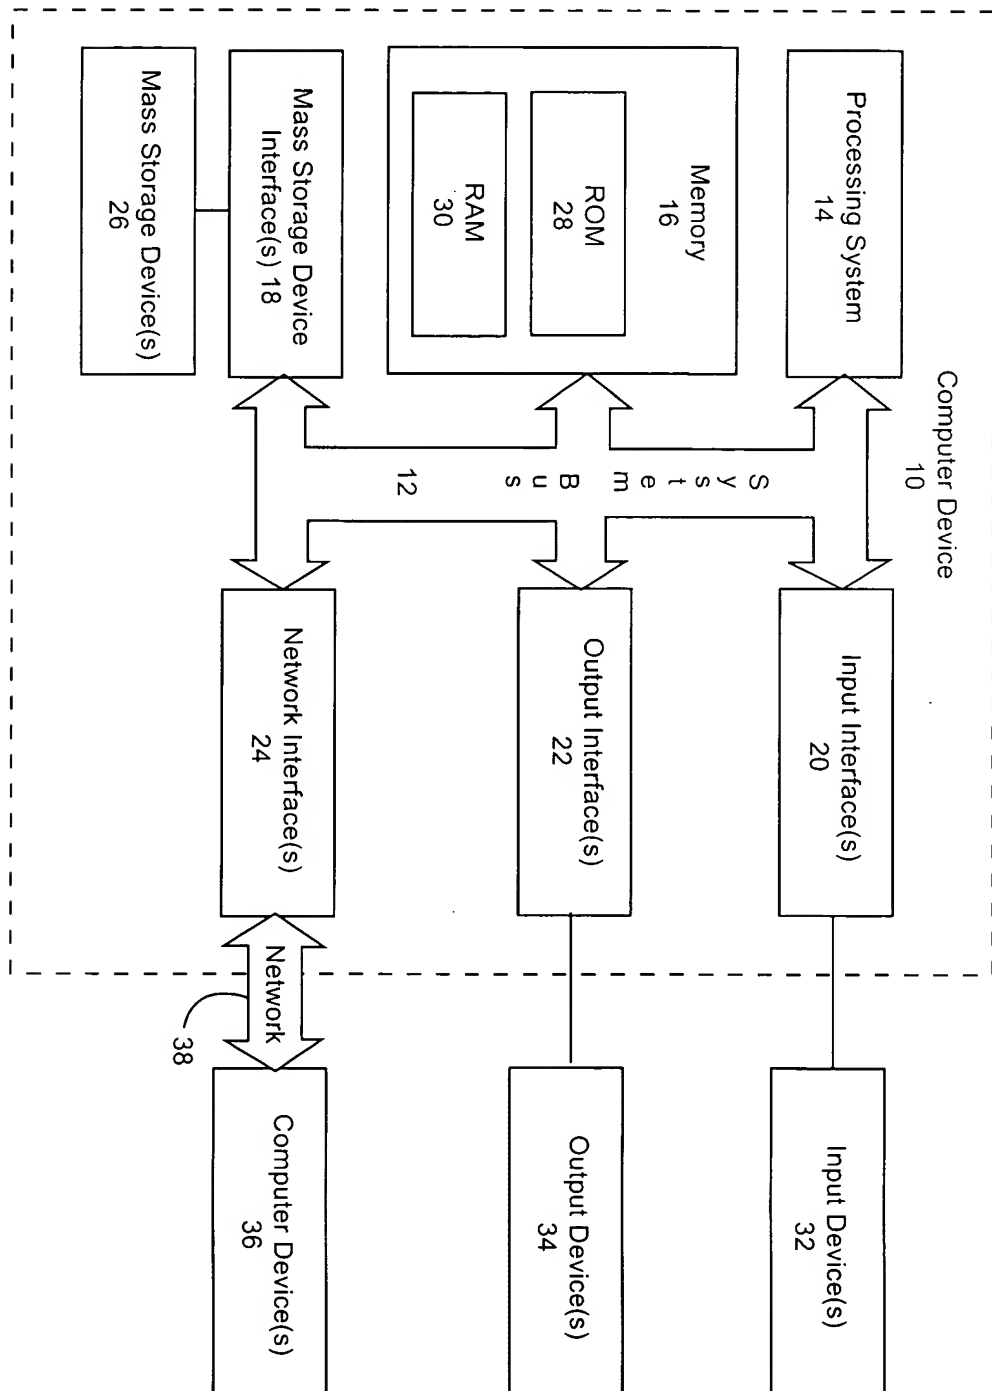 Computer Device
10
Processing System
14
Memory
16
ROM
28
RAM
30
Mass Storage Device
Interface(s) 18
Mass Storage Device(s)
26
System Bus
12
Input Interface(s)
20
Output Interface(s)
22
Network Interface(s)
24
Network
38
Input Device(s)
32
Output Device(s)
34
Computer Device(s)
36